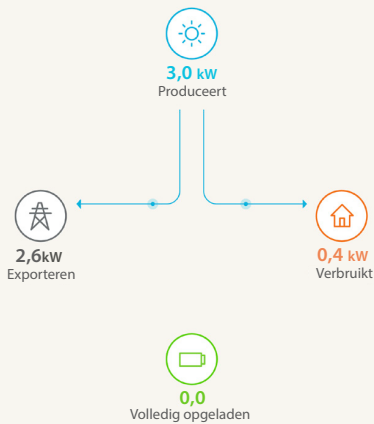 3,0 kW
Produceert
2,6kW
Exporteren
0,4 kW
Verbruikt
0,0
Volledig opgeladen